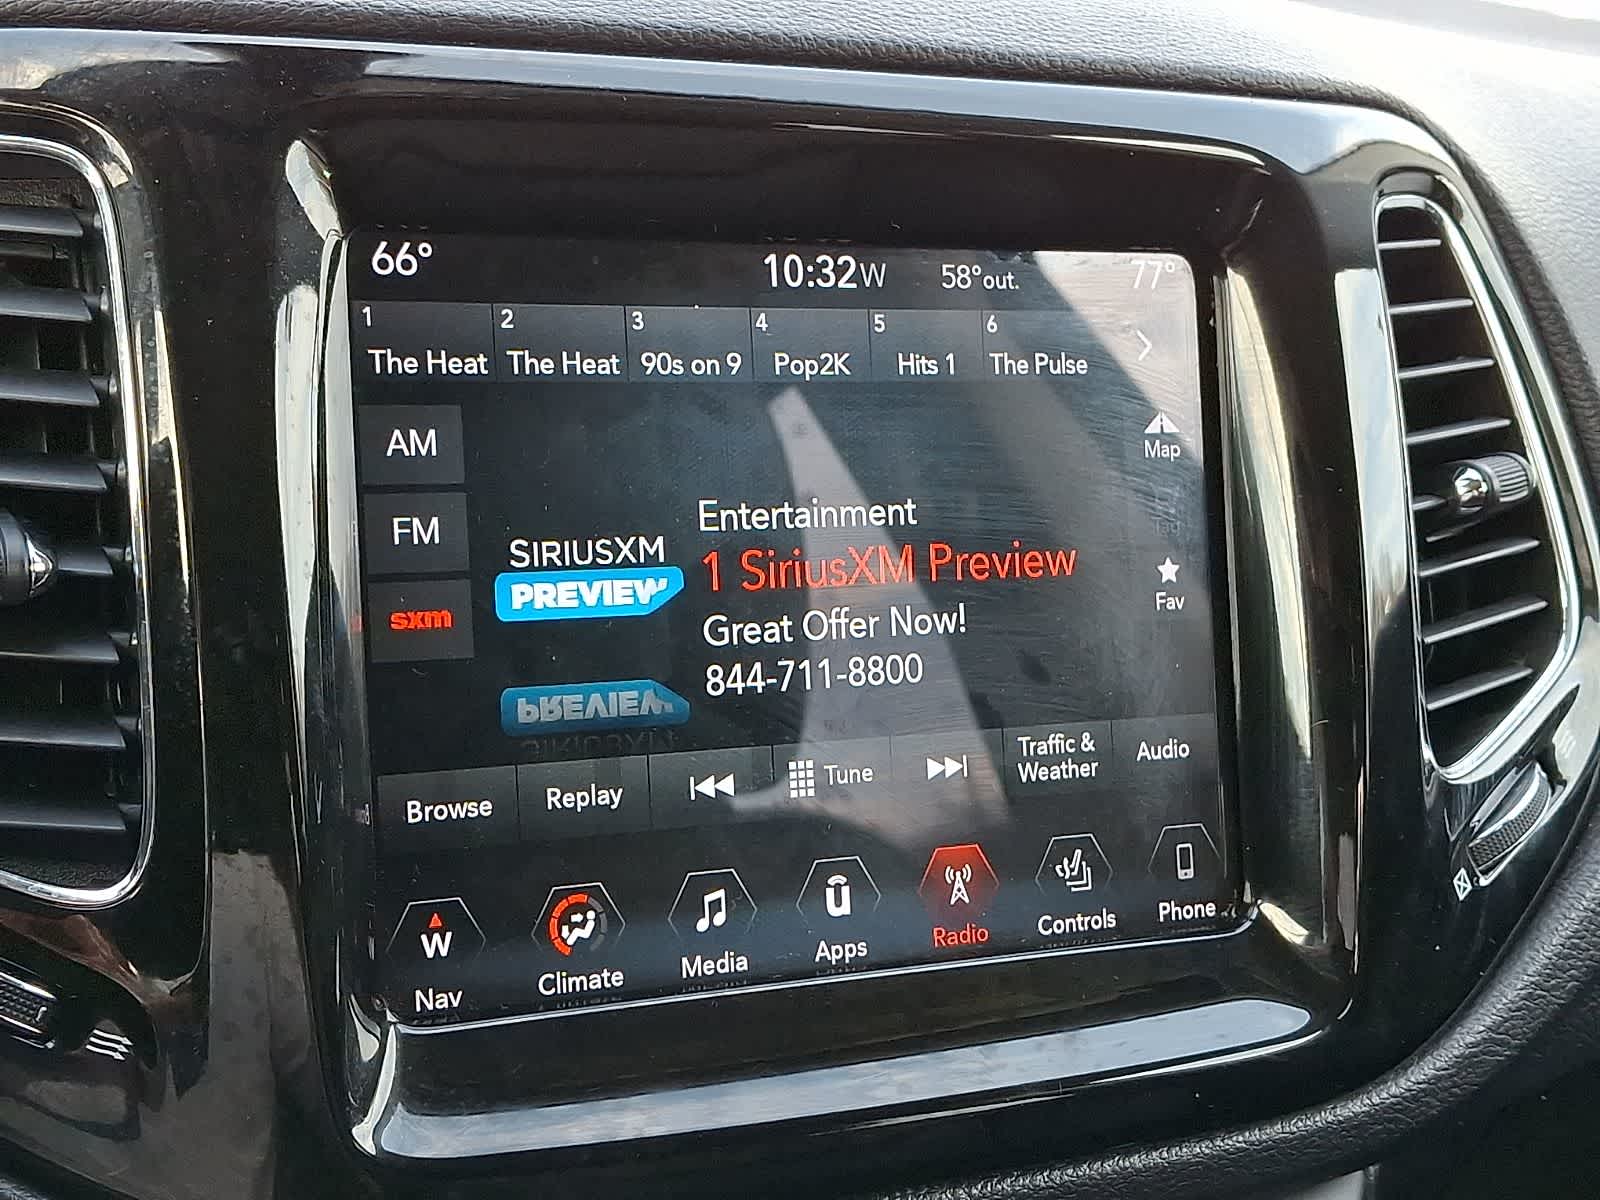 66° 10:32 W 58° out. 77°
1 2 3 4 5 6
The Heat The Heat 90s on 9 Pop2K Hits 1 The Pulse
AM
Map
FM
Entertainment
SIRIUSXM
PREVIEW
1 SiriusXM Preview
Fav
sxm
Great Offer Now!
844-711-8800
Browse Replay Tune Traffic & Weather Audio
W
Nav Climate Media Apps Radio Controls Phone